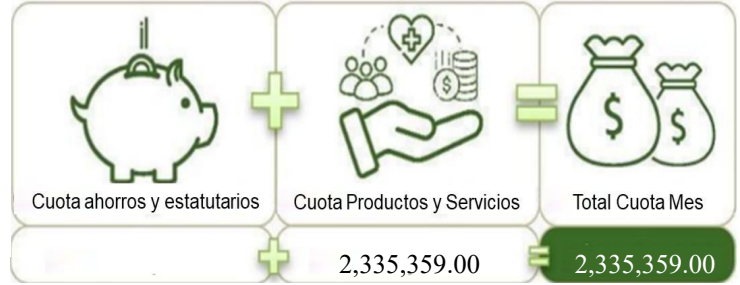 Cuota ahorros y estatutarios
Cuota Productos y Servicios
Total Cuota Mes
2,335,359.00
2,335,359.00